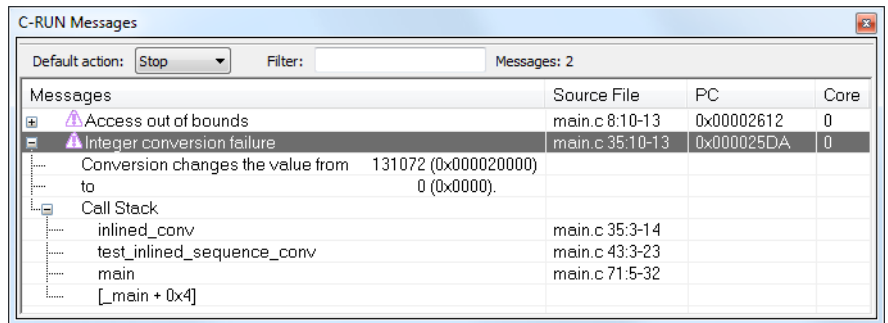 C-RUN Messages
Default action: Stop Filter: Messages: 2
Messages Source File PC Core
Access out of bounds main.c 8:10-13 0x00002612 0
Integer conversion failure main.c 35:10-13 0x000025DA 0
Conversion changes the value from 131072 (0x000020000)
to 0 (0x0000).
Call Stack
inlined_conv main.c 35:3-14
test_inlined_sequence_conv main.c 43:3-23
main main.c 71:5-32
[_main + 0x4]